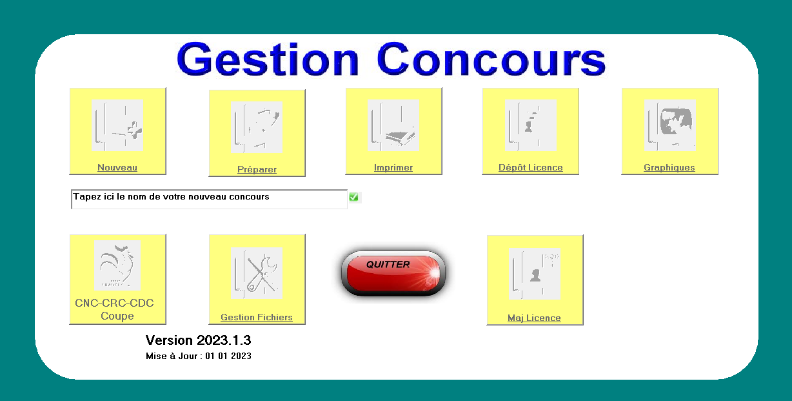 Gestion Concours
Nouveau
Préparer
Imprimer
Dépôt Licence
Graphiques
Tapez ici le nom de votre nouveau concours
CNC-CRC-CDC
Coupe
Gestion Fichiers
QUITTER
Maj Licence
Version 2023.1.3
Mise à Jour : 01 01 2023